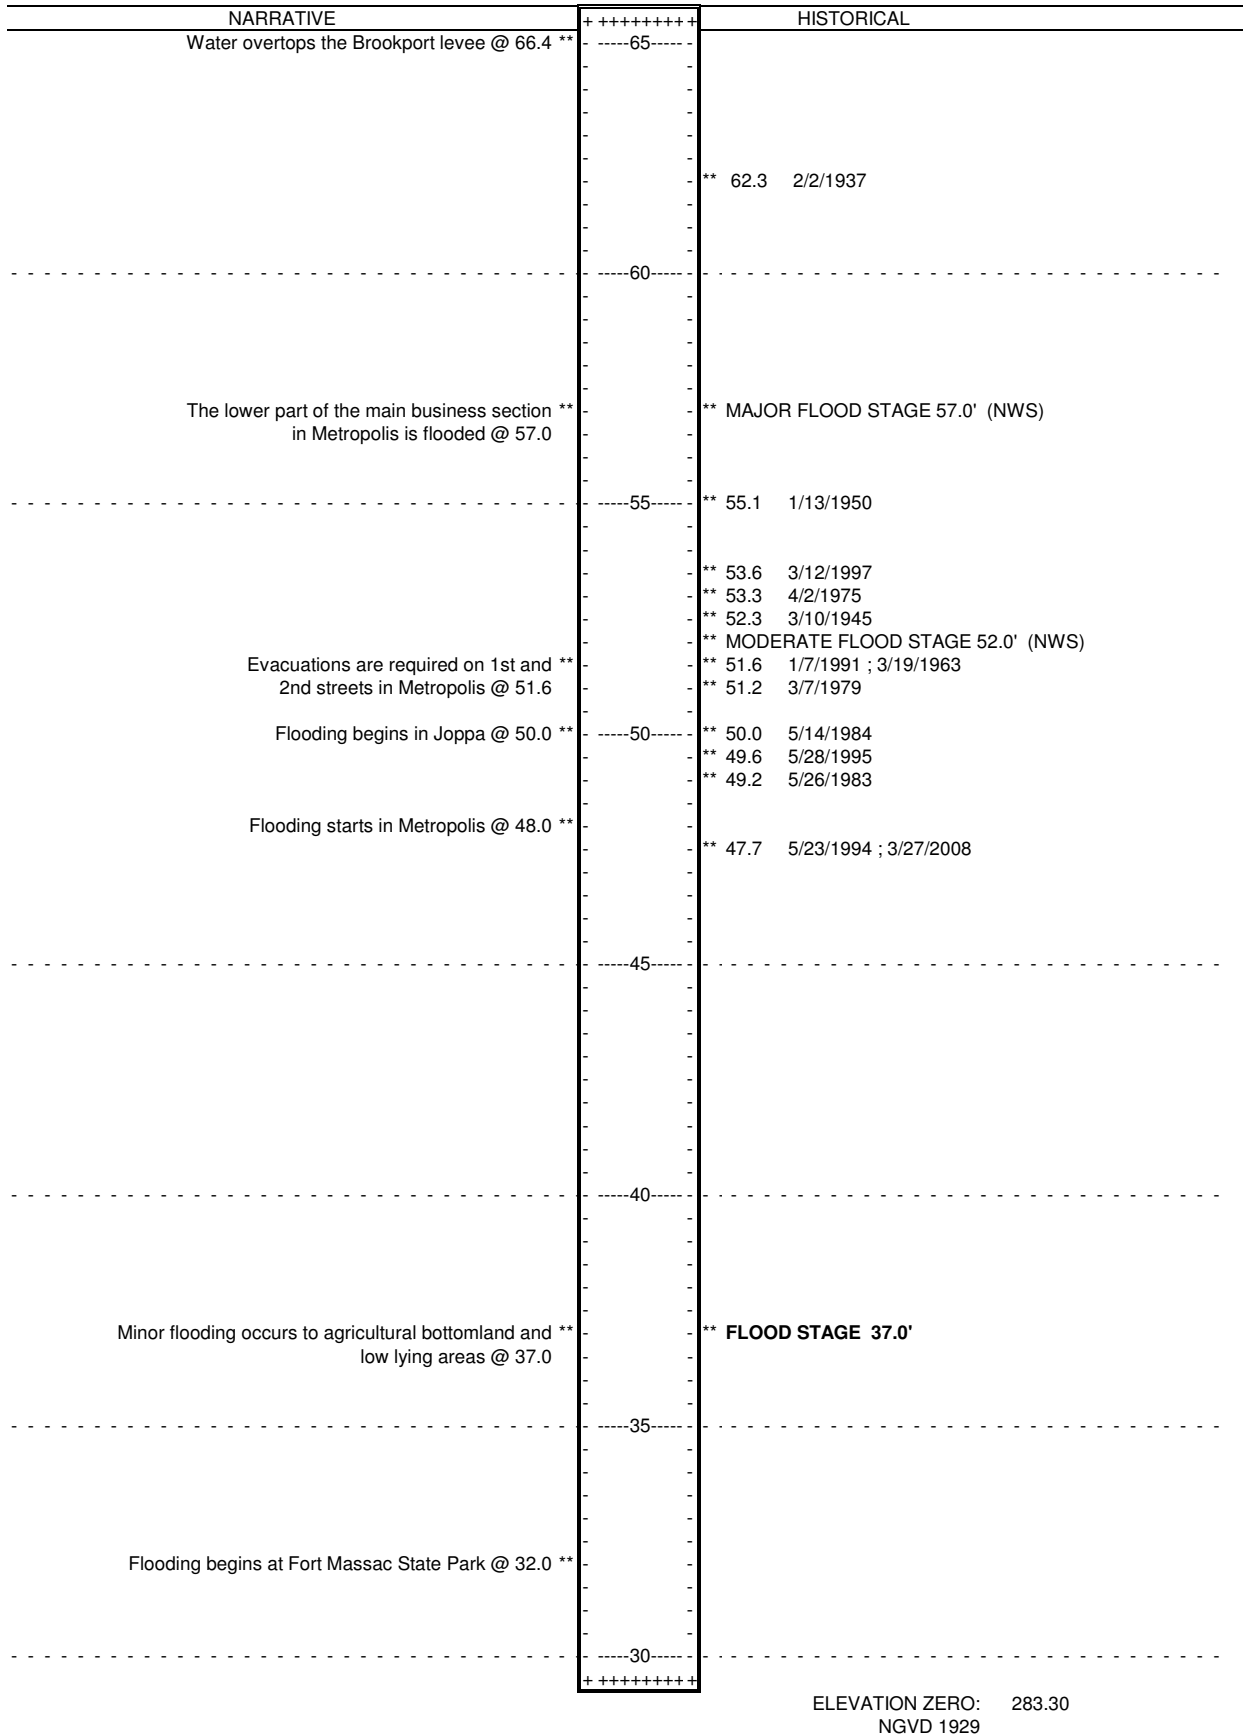 NARRATIVE + ++++++++ + HISTORICAL
Water overtops the Brookport levee @ 66.4 ** - -----65----- -
** 62.3 2/2/1937
-----60-----
The lower part of the main business section ** ** MAJOR FLOOD STAGE 57.0' (NWS)
in Metropolis is flooded @ 57.0
-----55----- - ** 55.1 1/13/1950
** 53.6 3/12/1997
** 53.3 4/2/1975
** 52.3 3/10/1945
** MODERATE FLOOD STAGE 52.0' (NWS)
Evacuations are required on 1st and ** ** 51.6 1/7/1991 ; 3/19/1963
2nd streets in Metropolis @ 51.6 ** 51.2 3/7/1979
Flooding begins in Joppa @ 50.0 ** - -----50----- - ** 50.0 5/14/1984
** 49.6 5/28/1995
** 49.2 5/26/1983
Flooding starts in Metropolis @ 48.0 **
** 47.7 5/23/1994 ; 3/27/2008
-----45-----
-----40-----
Minor flooding occurs to agricultural bottomland and ** ** FLOOD STAGE 37.0'
low lying areas @ 37.0
-----35-----
Flooding begins at Fort Massac State Park @ 32.0 **
-----30-----
+ ++++++++ +
ELEVATION ZERO: 283.30
NGVD 1929